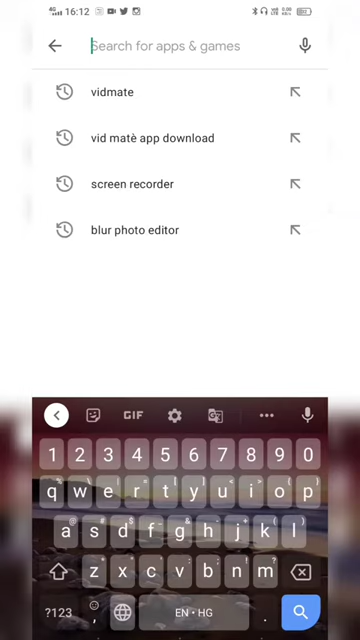 4G 16:12
Search for apps & games
vidmate
vid matè app download
screen recorder
blur photo editor
GIF
1 2 3 4 5 6 7 8 9 0
q w e r t y u i o p
a s d f g h j k l
z x c v b n m
?123 , EN • HG .